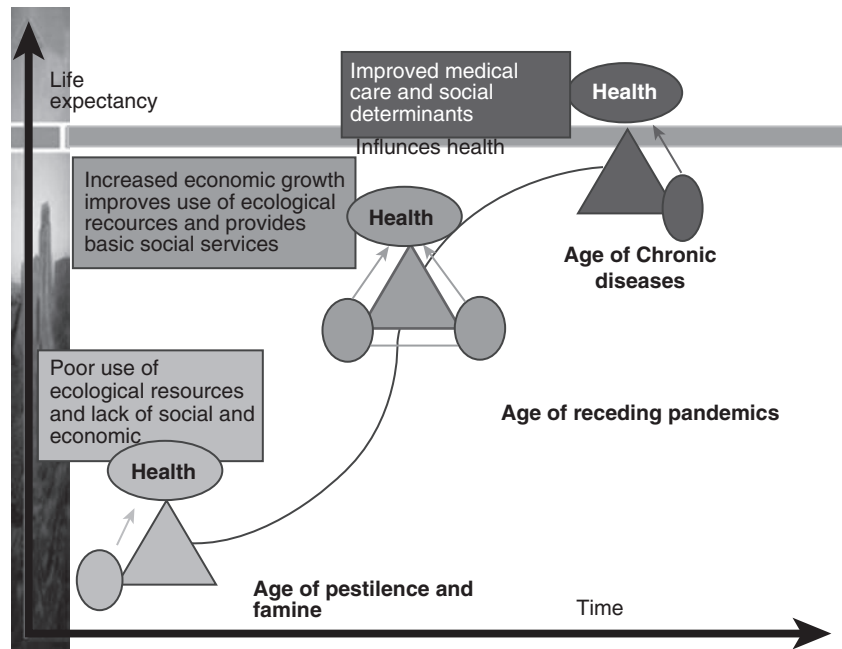 Life
expectancy
Improved medical
care and social
determinants
Influnces health
Health
Increased economic growth
improves use of ecological
recources and provides
basic social services
Health
Age of Chronic
diseases
Poor use of
ecological resources
and lack of social and
economic
Health
Age of receding pandemics
Age of pestilence and
famine
Time